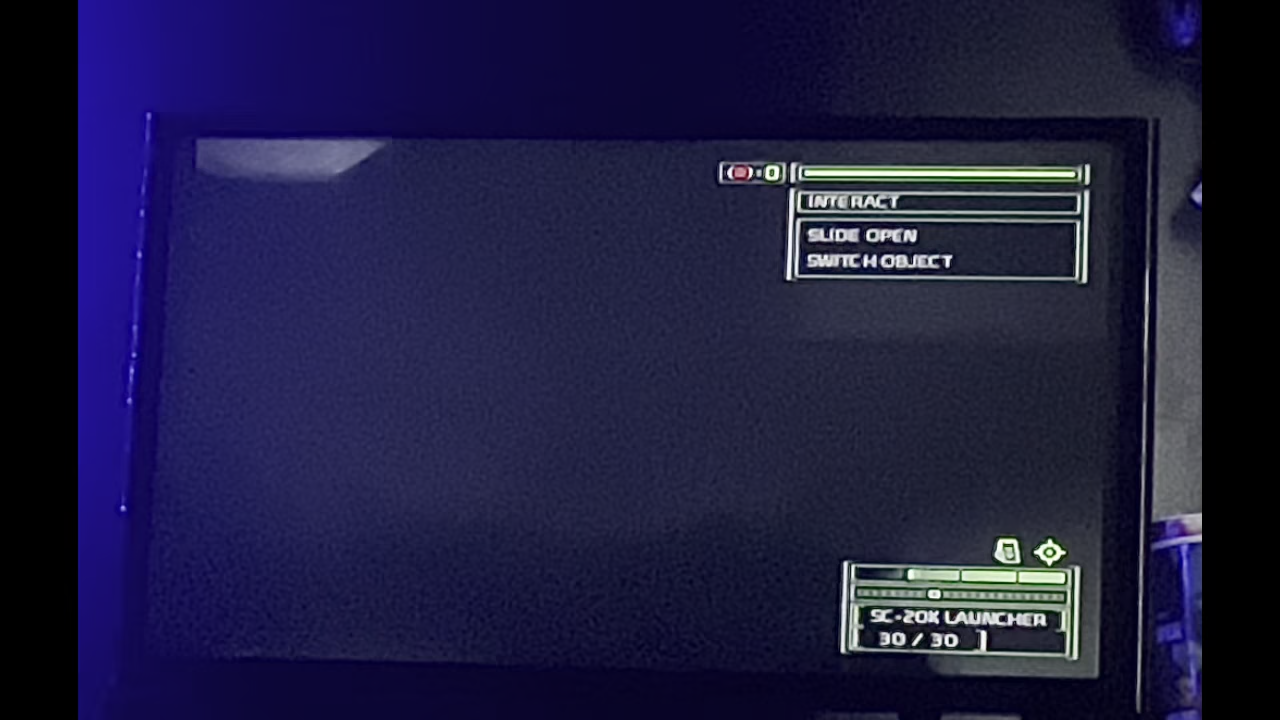 0
INTERACT
SLIDE OPEN
SWITCH OBJECT
SC-20K LAUNCHER
30 / 30